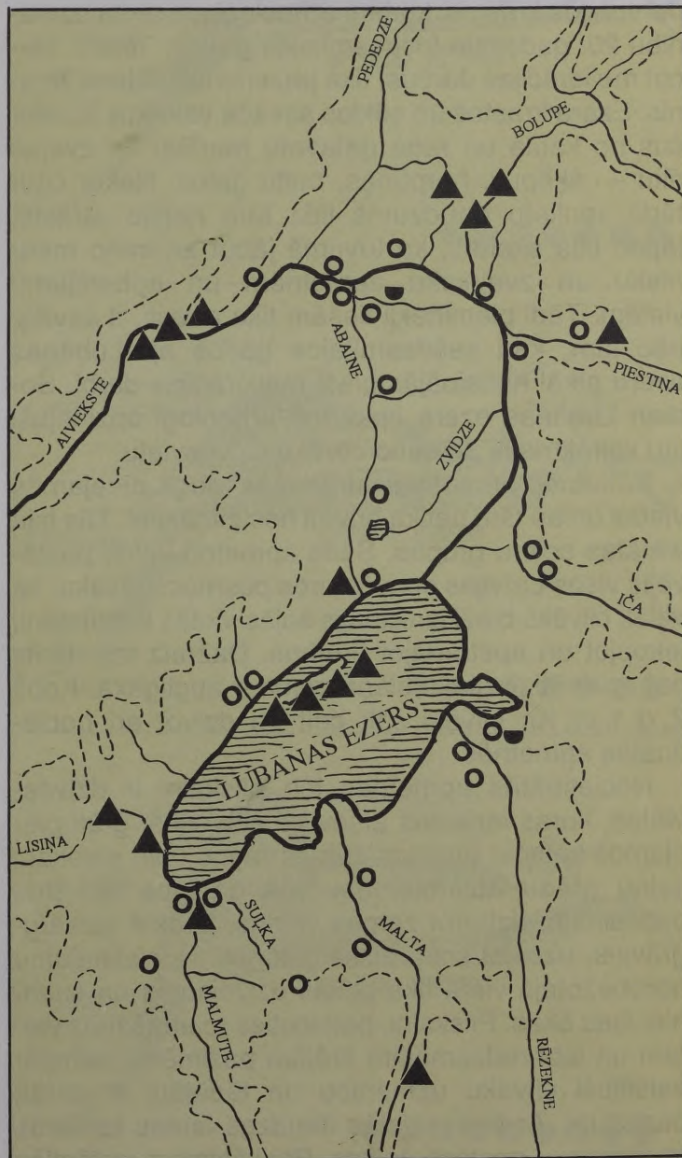 PEDEDZE
BOLUPE
ABAINE
PIESTIŅA
AIVIEKSTE
ZVIDZE
IČA
LUBĀNAS EZERS
LISIŅA
SULKA
MALTA
MALMUTE
RĒZEKNE